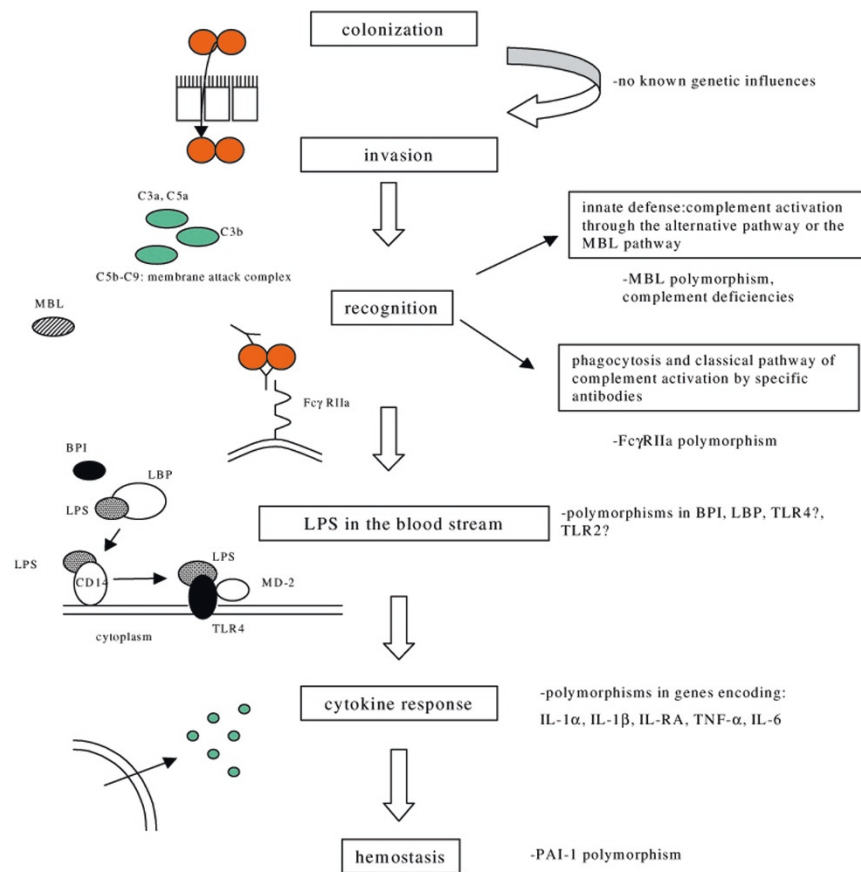 colonization
-no known genetic influences
invasion
C3a, C5a
C3b
C5b-C9: membrane attack complex
innate defense:complement activation
through the alternative pathway or the
MBL pathway
-MBL polymorphism,
complement deficiencies
MBL
recognition
phagocytosis and classical pathway of
complement activation by specific
antibodies
Fcγ RIIa
-FcγRIIa polymorphism
BPI
LBP
LPS
LPS in the blood stream
-polymorphisms in BPI, LBP, TLR4?,
TLR2?
LPS
CD14
LPS
MD-2
TLR4
cytoplasm
cytokine response
-polymorphisms in genes encoding:
IL-1α, IL-1β, IL-RA, TNF-α, IL-6
hemostasis
-PAI-1 polymorphism